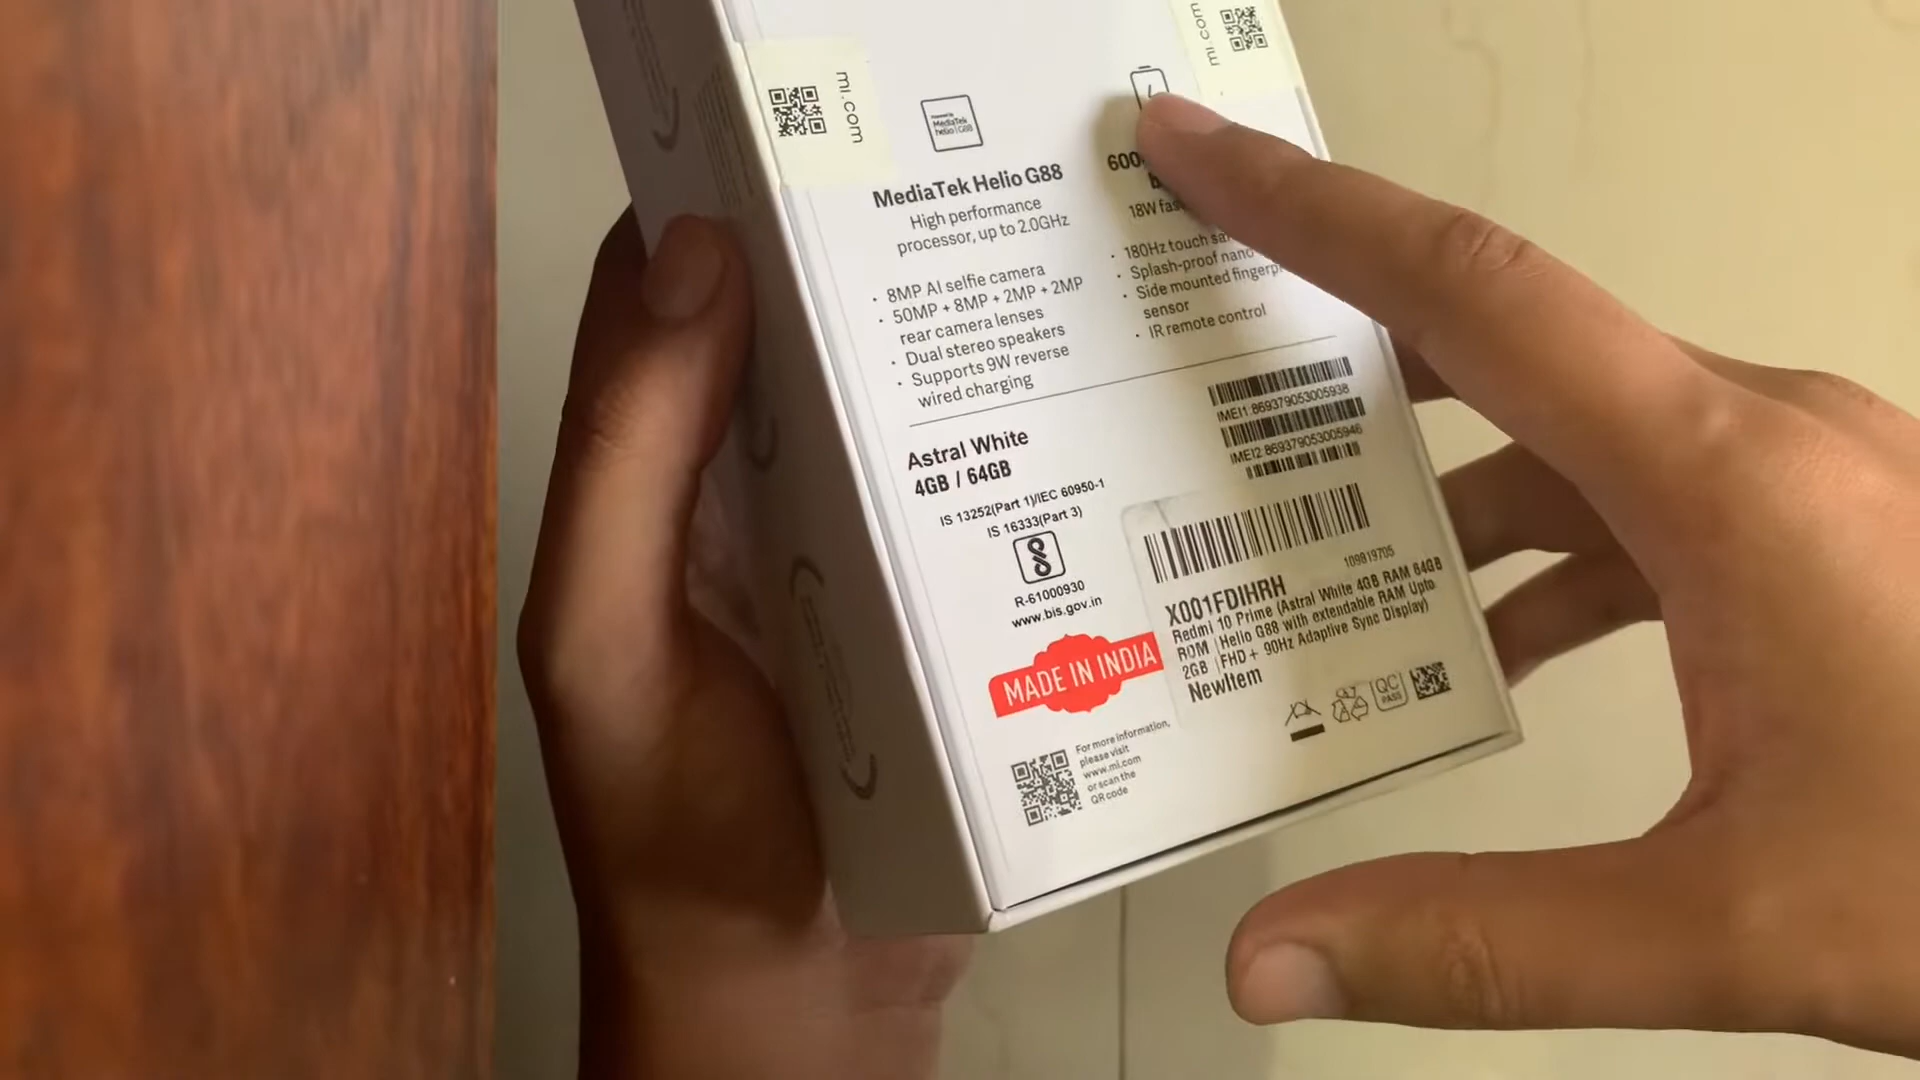 mi.com
mi.com
Powered by
MediaTek
helio | G88
MediaTek Helio G88
High performance
processor, up to 2.0GHz
· 8MP AI selfie camera
· 50MP + 8MP + 2MP + 2MP
rear camera lenses
· Dual stereo speakers
· Supports 9W reverse
wired charging
18W
· 180Hz touch
· Splash-proof
· Side mounted
sensor
· IR remote control
Astral White
4GB / 64GB
IS 13252(Part 1)/IEC 60950-1
IS 16333(Part 3)
R-61000930
www.bis.gov.in
MADE IN INDIA
For more information,
please visit
www.mi.com
or scan the
QR code
IMEI1:869379053005938
IMEI2:869379053005946
109819705
X001FDIHRH
Redmi 10 Prime (Astral White 4GB RAM 64GB
ROM |Helio G88 with extendable RAM Upto
2GB |FHD+ 90Hz Adaptive Sync Display)
NewItem
QC
PASS